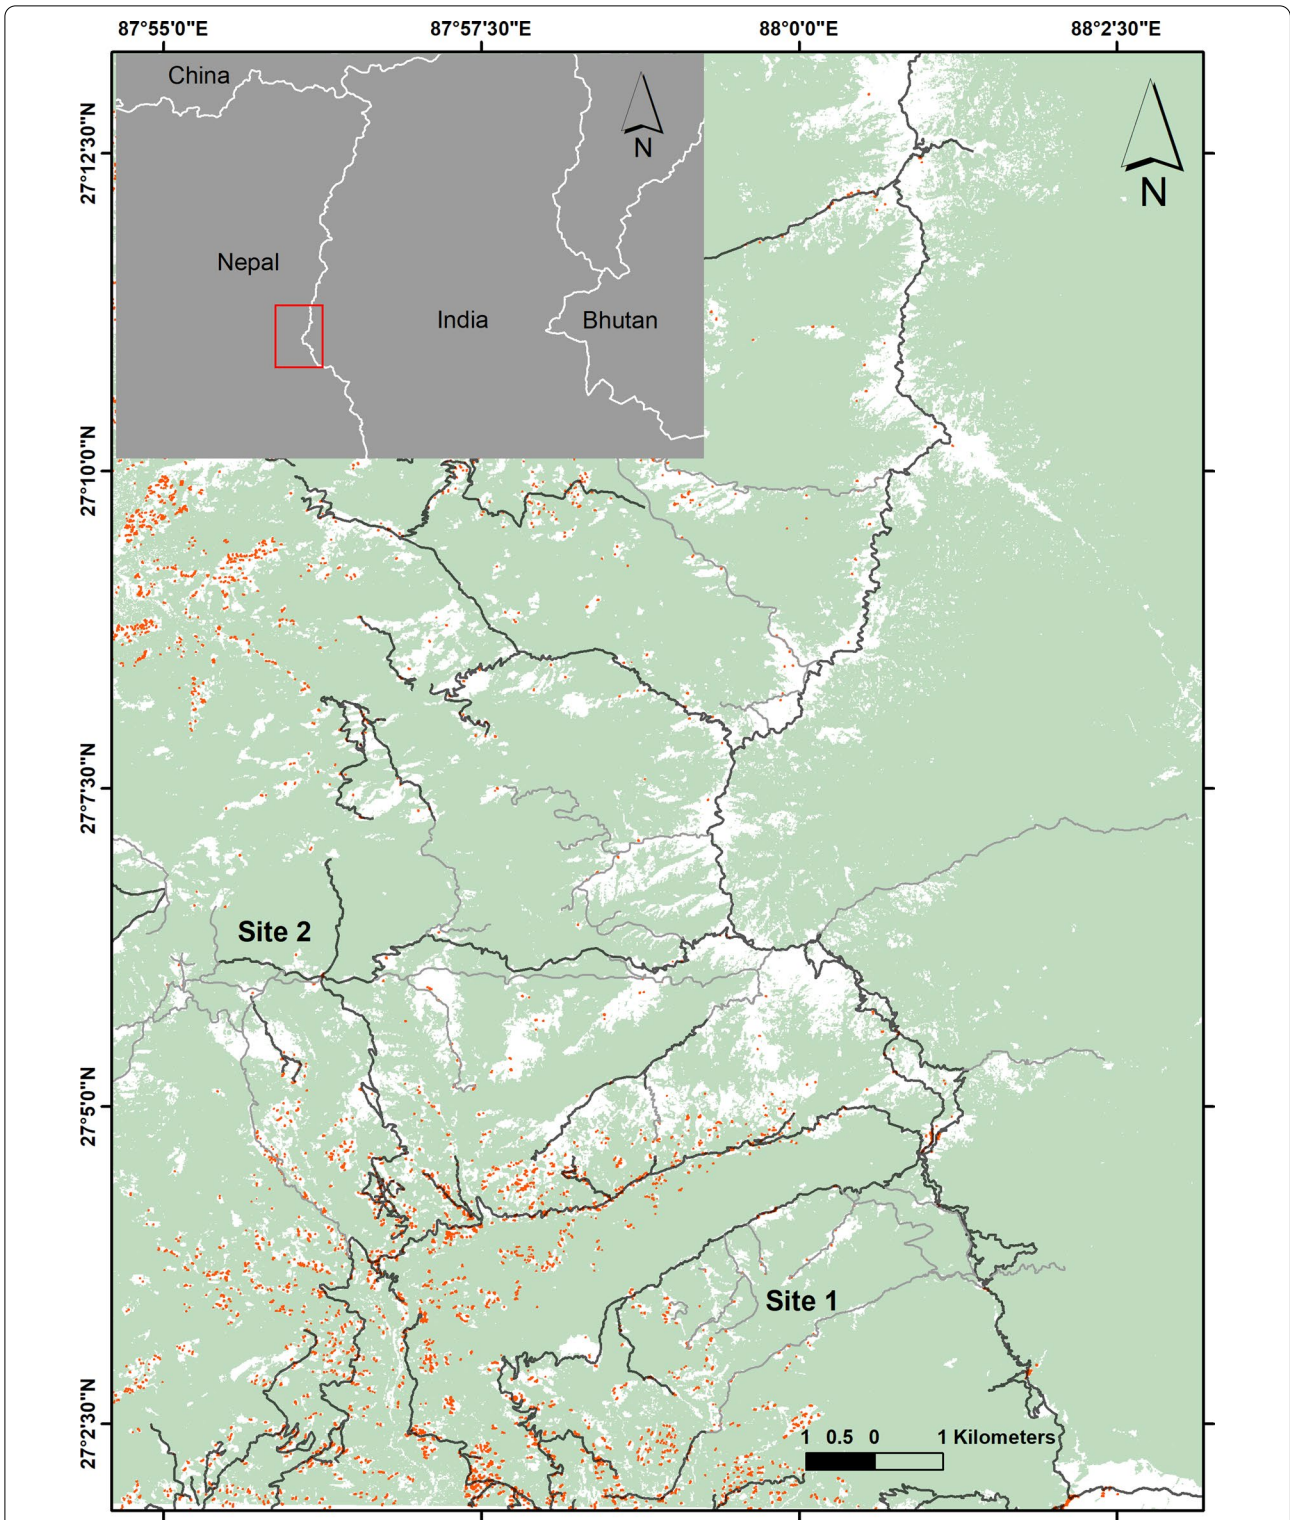 87°55'0"E 87°57'30"E 88°0'0"E 88°2'30"E
China
N
N
27°12'30"N
Nepal
India
Bhutan
27°10'0"N
27°7'30"N
Site 2
27°5'0"N
Site 1
27°2'30"N
1 0.5 0 1 Kilometers